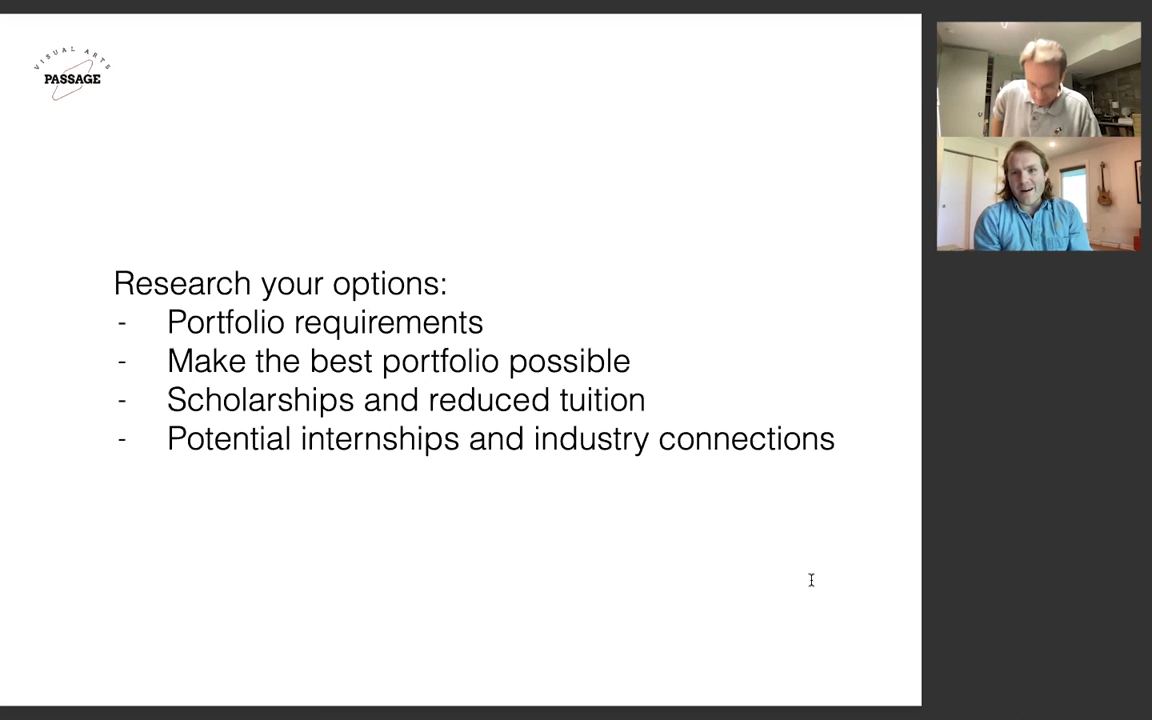 VISUAL ARTS
PASSAGE
Research your options:
- Portfolio requirements
- Make the best portfolio possible
- Scholarships and reduced tuition
- Potential internships and industry connections